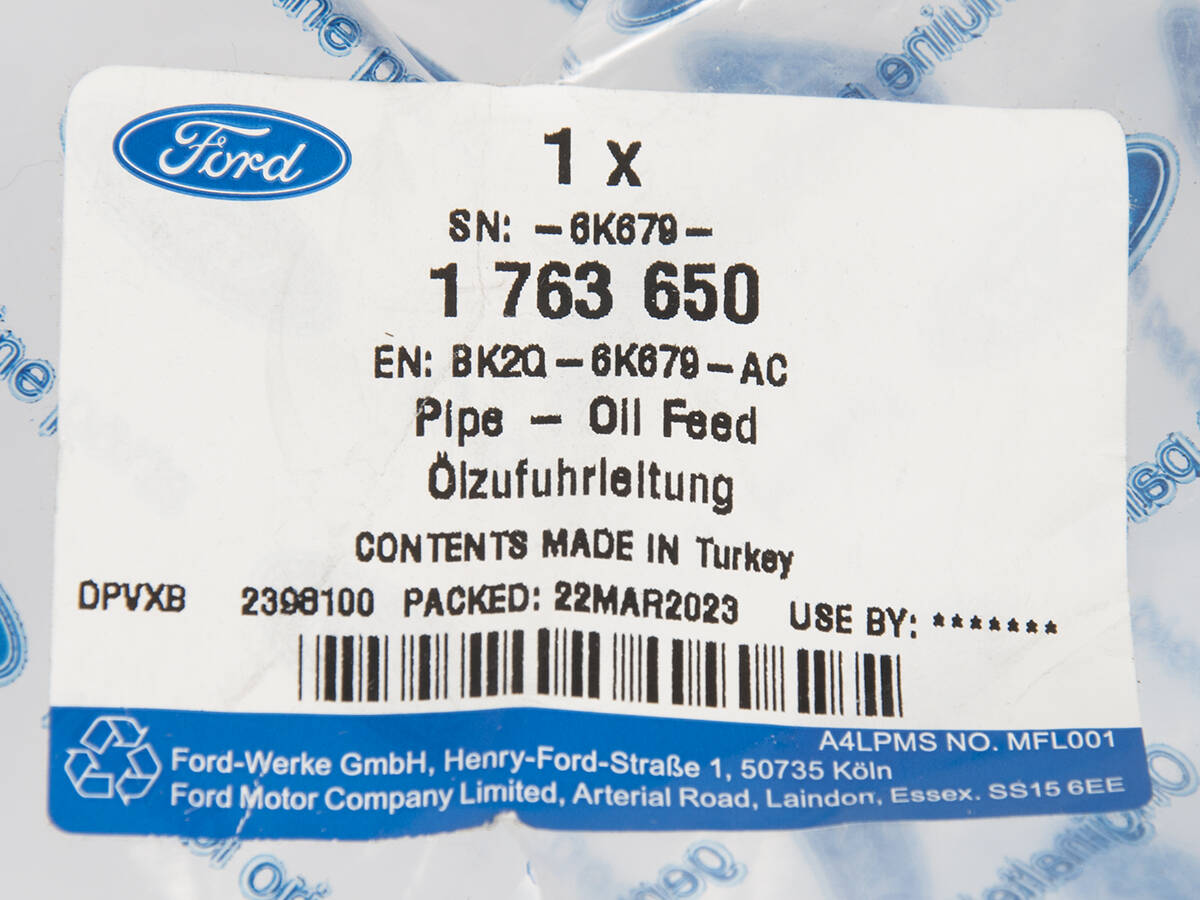 Ford
1 x
SN: -6K679-
1 763 650
EN: BK2Q-6K679-AC
Pipe - Oil Feed
Ölzufuhrleitung
CONTENTS MADE IN Turkey
DPVXB 2398100 PACKED: 22MAR2023 USE BY: *******
A4LPMS NO. MFL001
Ford-Werke GmbH, Henry-Ford-Straße 1, 50735 Köln
Ford Motor Company Limited, Arterial Road, Laindon, Essex. SS15 6EE